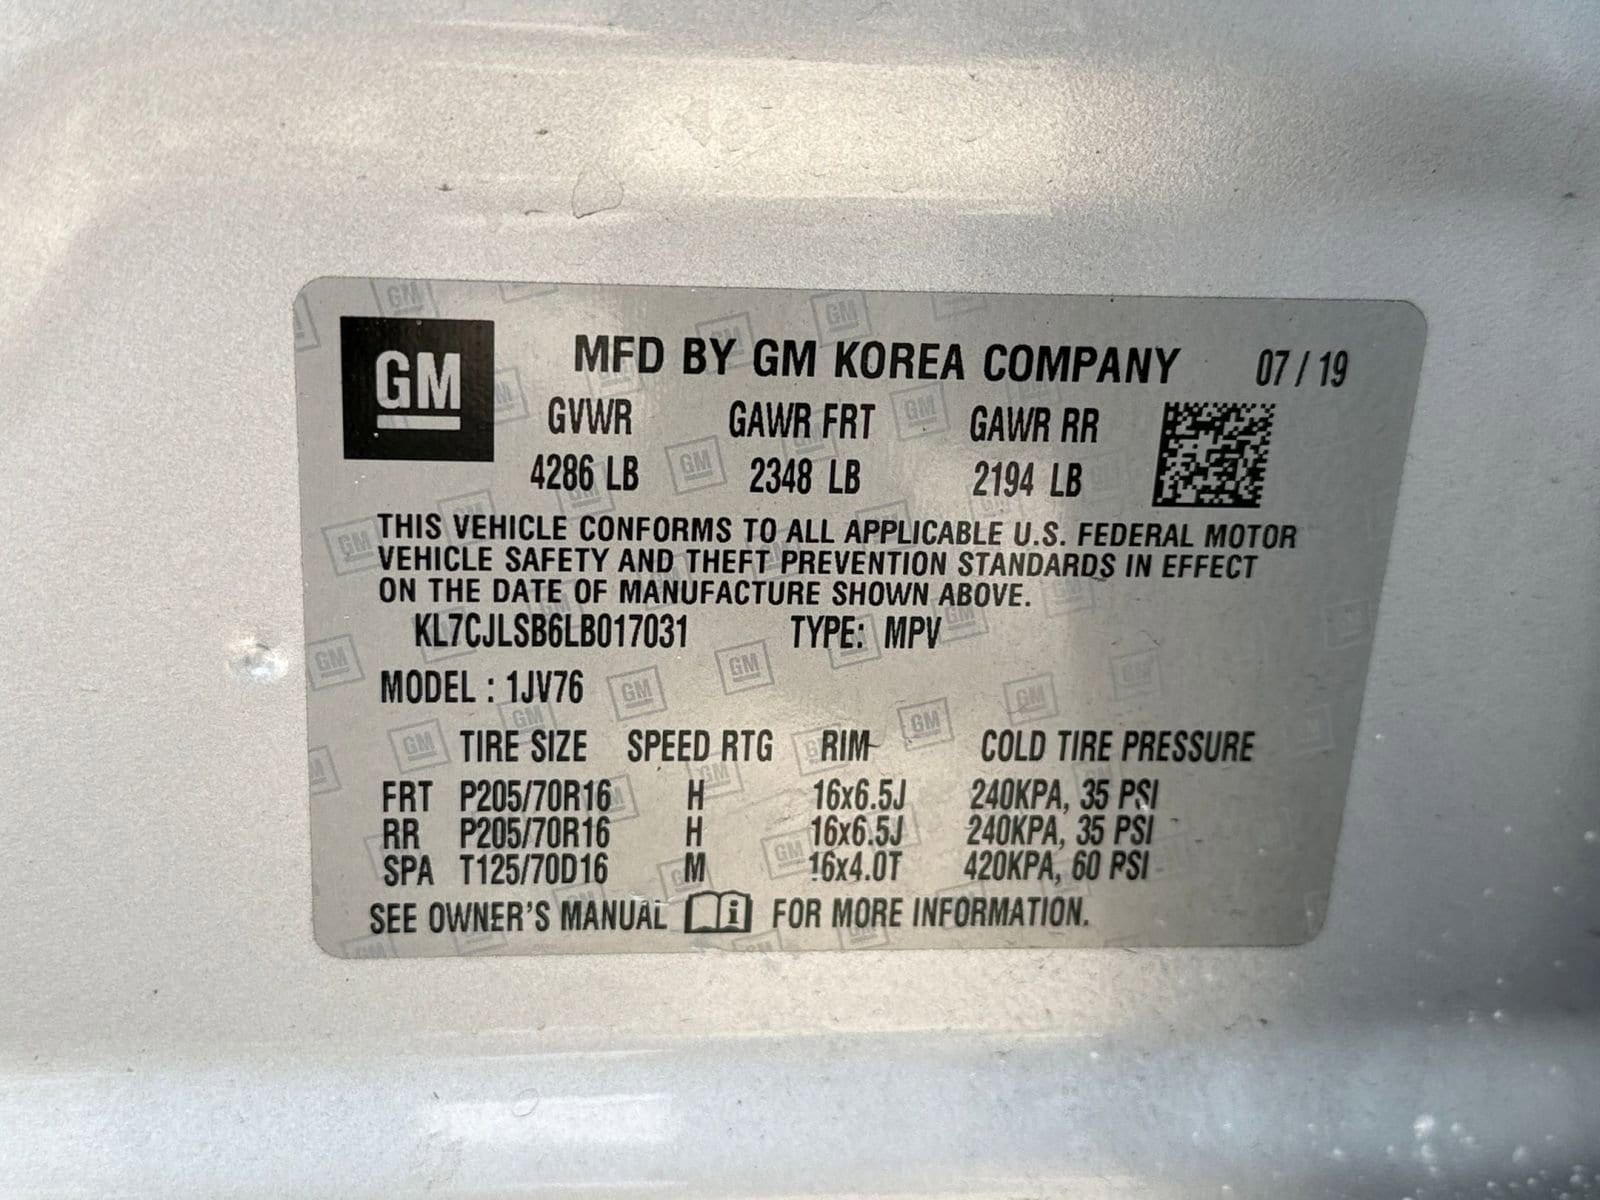 GM
MFD BY GM KOREA COMPANY 07 / 19
GVWR GAWR FRT GAWR RR
4286 LB 2348 LB 2194 LB
THIS VEHICLE CONFORMS TO ALL APPLICABLE U.S. FEDERAL MOTOR
VEHICLE SAFETY AND THEFT PREVENTION STANDARDS IN EFFECT
ON THE DATE OF MANUFACTURE SHOWN ABOVE.
KL7CJLSB6LB017031 TYPE: MPV
MODEL : 1JV76
TIRE SIZE SPEED RTG RIM COLD TIRE PRESSURE
FRT P205/70R16 H 16x6.5J 240KPA, 35 PSI
RR P205/70R16 H 16x6.5J 240KPA, 35 PSI
SPA T125/70D16 M 16x4.0T 420KPA, 60 PSI
SEE OWNER'S MANUAL i FOR MORE INFORMATION.